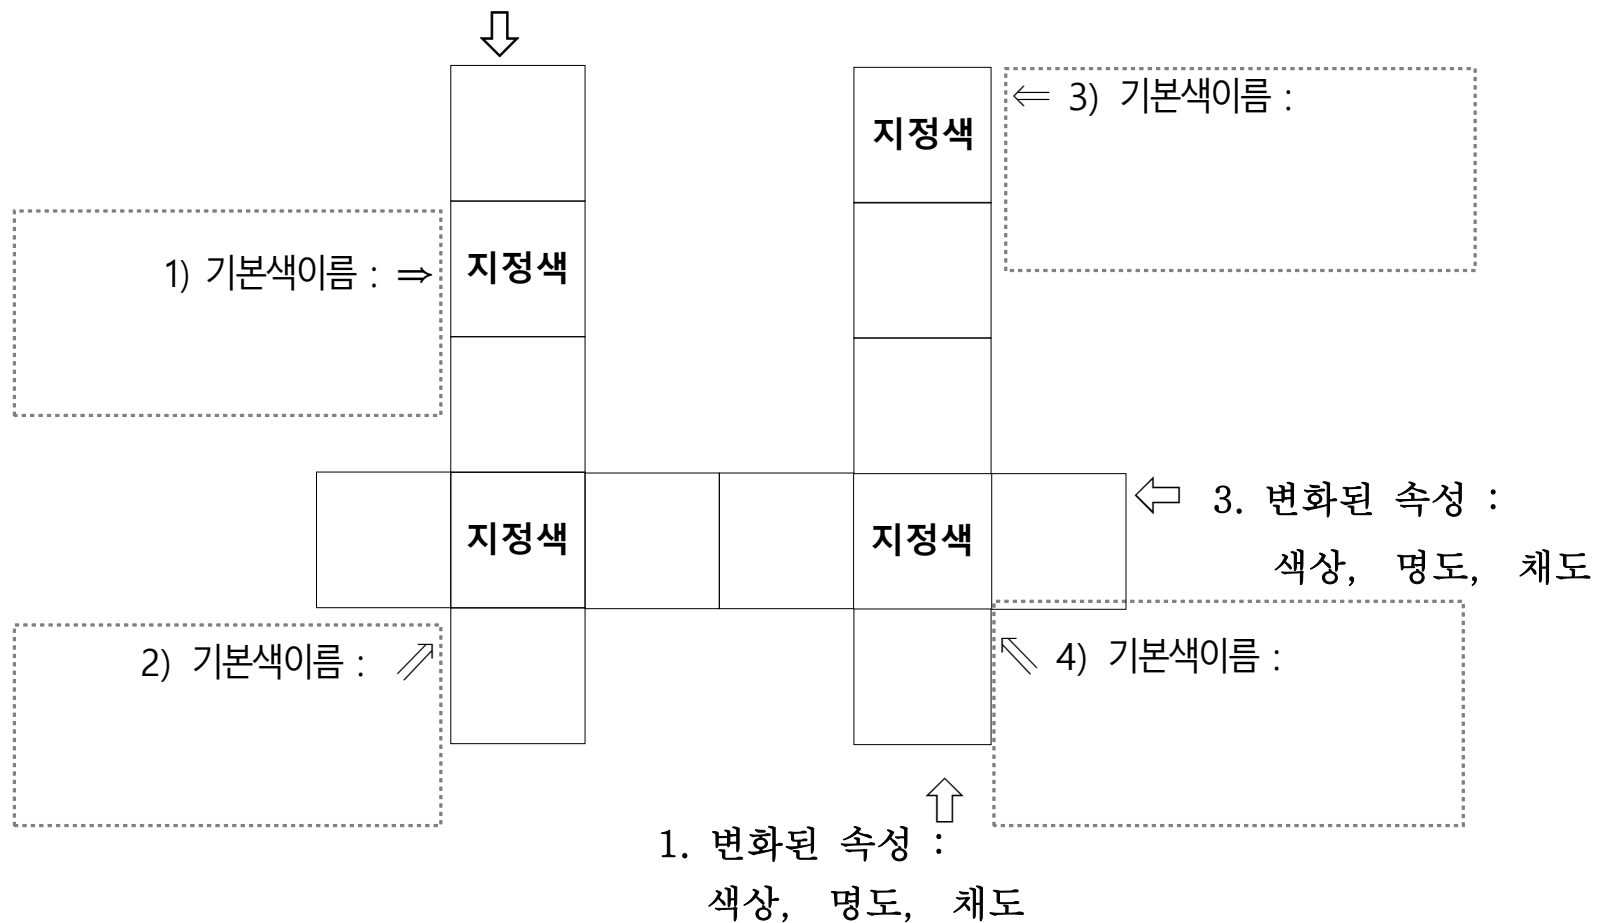 ⇐ 3) 기본색이름 :
지정색
1) 기본색이름 : ⇒
지정색
3. 변화된 속성 :
색상, 명도, 채도
지정색
지정색
2) 기본색이름 :
4) 기본색이름 :
1. 변화된 속성 :
색상, 명도, 채도